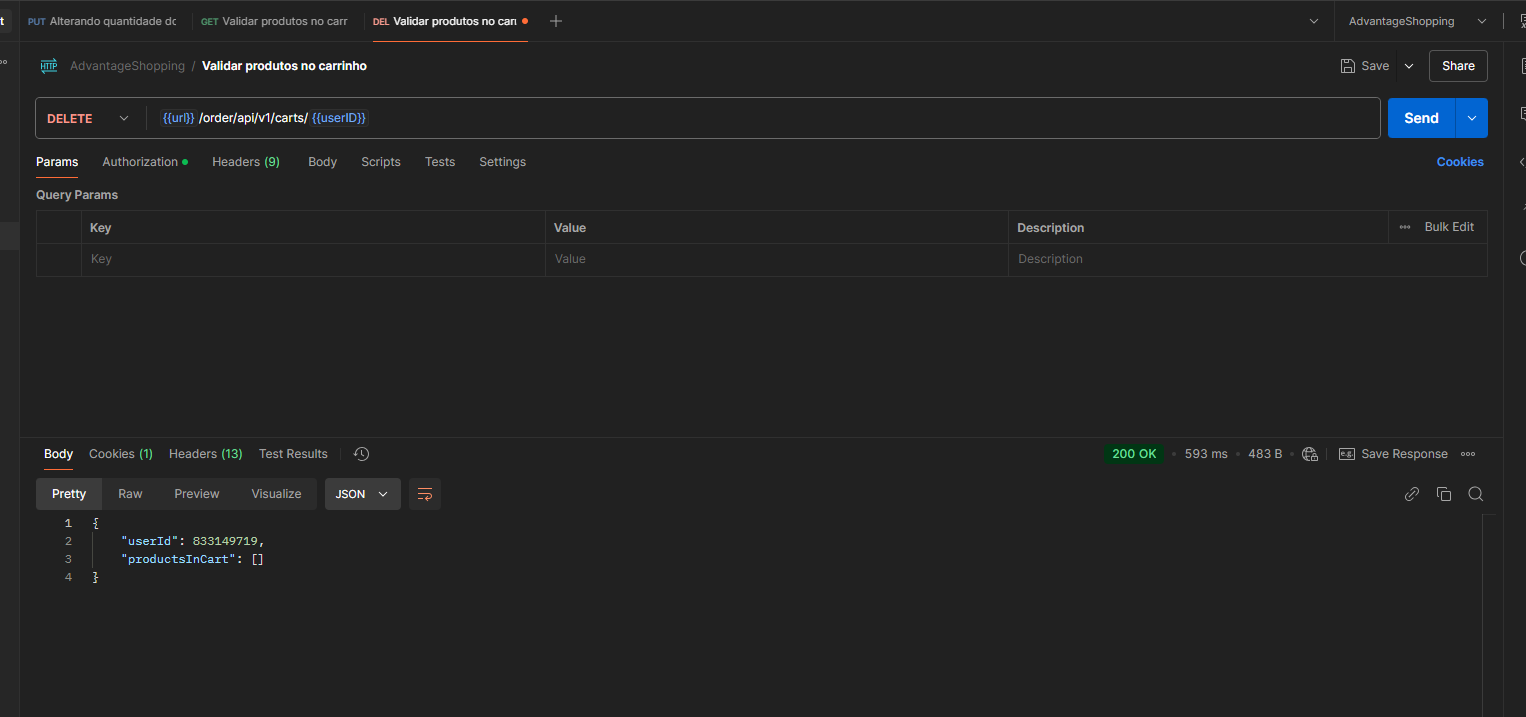 t PUT Alterando quantidade dc GET Validar produtos no carr DEL Validar produtos no carr AdvantageShopping
HTTP AdvantageShopping / Validar produtos no carrinho Save Share
DELETE {{url}} /order/api/v1/carts/ {{userID}} Send
Params Authorization Headers (9) Body Scripts Tests Settings Cookies
Query Params
Key Value Description Bulk Edit
Key Value Description
Body Cookies (1) Headers (13) Test Results 200 OK 593 ms 483 B e.g. Save Response
Pretty Raw Preview Visualize JSON
1 {
2 "userId": 833149719,
3 "productsInCart": []
4 }